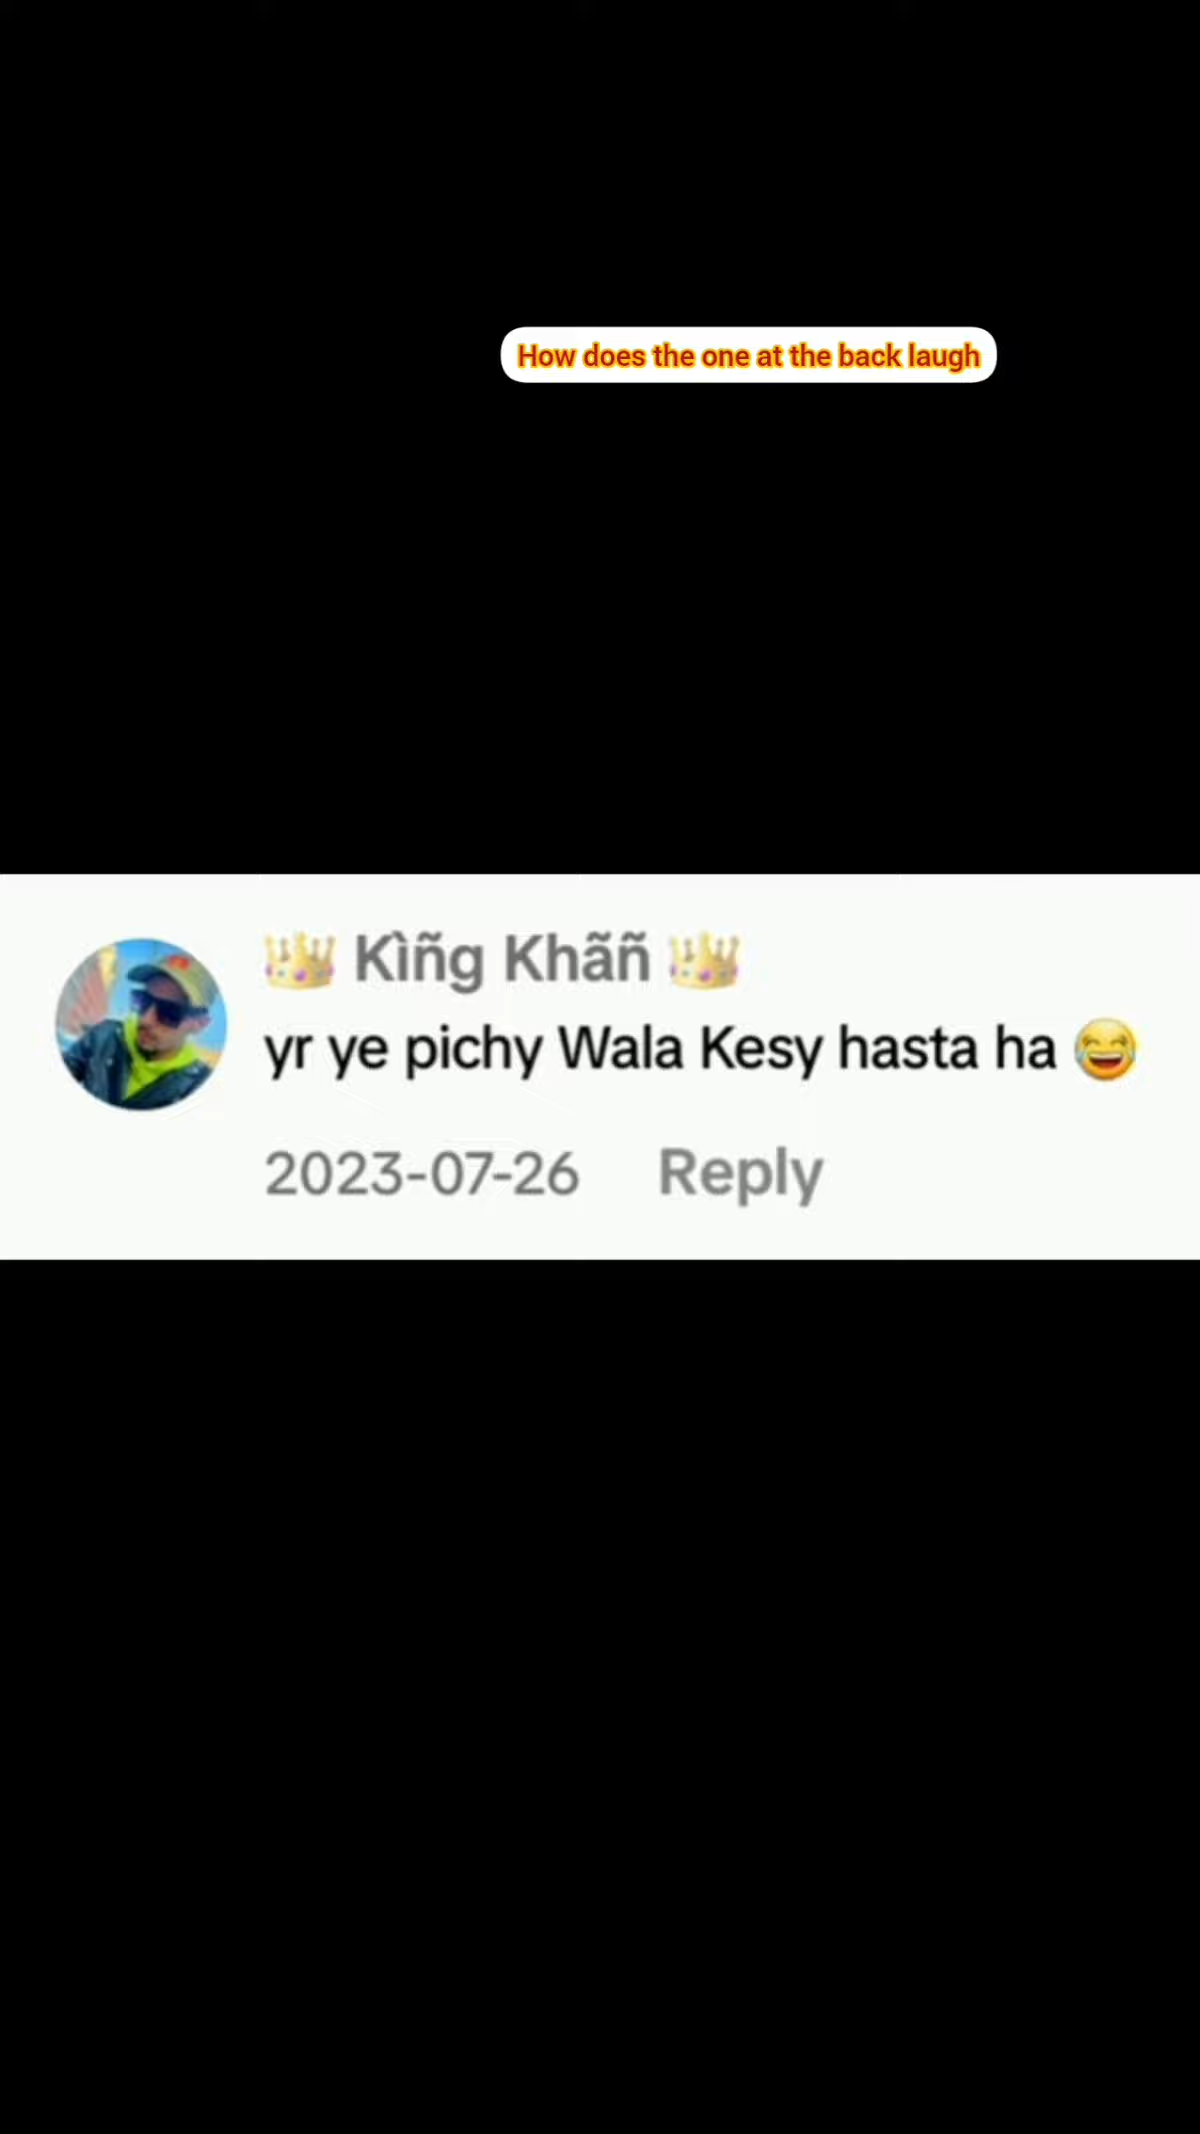 How does the one at the back laugh
👑 Kìñg Khãñ 👑
yr ye pichy Wala Kesy hasta ha 😂
2023-07-26 Reply